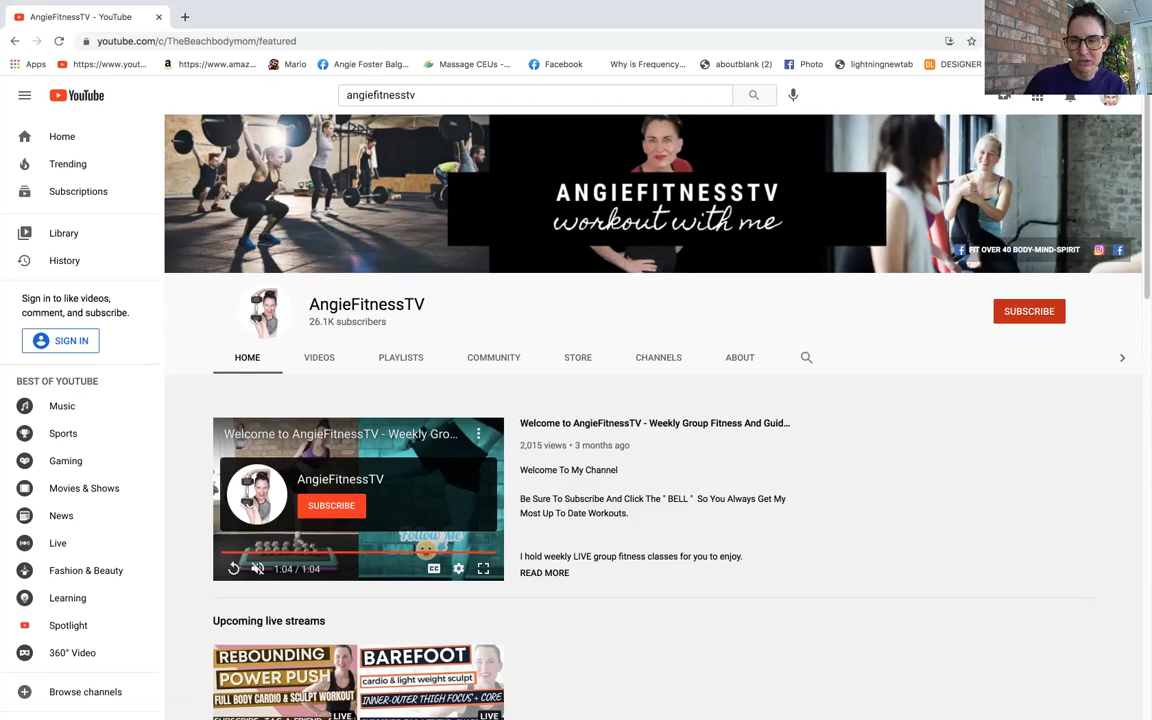 AngieFitnessTV - YouTube
youtube.com/c/TheBeachbodymom/featured
Apps
https://www.yout...
https://www.amaz...
Mario
Angie Foster Balg...
Massage CEUs -...
Facebook
Why is Frequency...
aboutblank (2)
Photo
lightningnewtab
DL
DESIGNER
YouTube
angiefitnesstv
Home
Trending
Subscriptions
Library
History
Sign in to like videos,
comment, and subscribe.
SIGN IN
BEST OF YOUTUBE
Music
Sports
Gaming
Movies & Shows
News
Live
Fashion & Beauty
Learning
Spotlight
360° Video
Browse channels
ANGIEFITNESSTV
workout with me
FIT OVER 40 BODY-MIND-SPIRIT
AngieFitnessTV
26.1K subscribers
SUBSCRIBE
HOME
VIDEOS
PLAYLISTS
COMMUNITY
STORE
CHANNELS
ABOUT
Welcome to AngieFitnessTV - Weekly Gro...
AngieFitnessTV
SUBSCRIBE
Follow Me
1:04 / 1:04
CC
Welcome to AngieFitnessTV - Weekly Group Fitness And Guid...
2,015 views • 3 months ago
Welcome To My Channel
Be Sure To Subscribe And Click The " BELL " So You Always Get My
Most Up To Date Workouts.
I hold weekly LIVE group fitness classes for you to enjoy.
READ MORE
Upcoming live streams
REBOUNDING
POWER PUSH
FULL BODY CARDIO & SCULPT WORKOUT
LIVE
BAREFOOT
cardio & light weight sculpt
INNER-OUTER THIGH FOCUS + CORE
LIVE